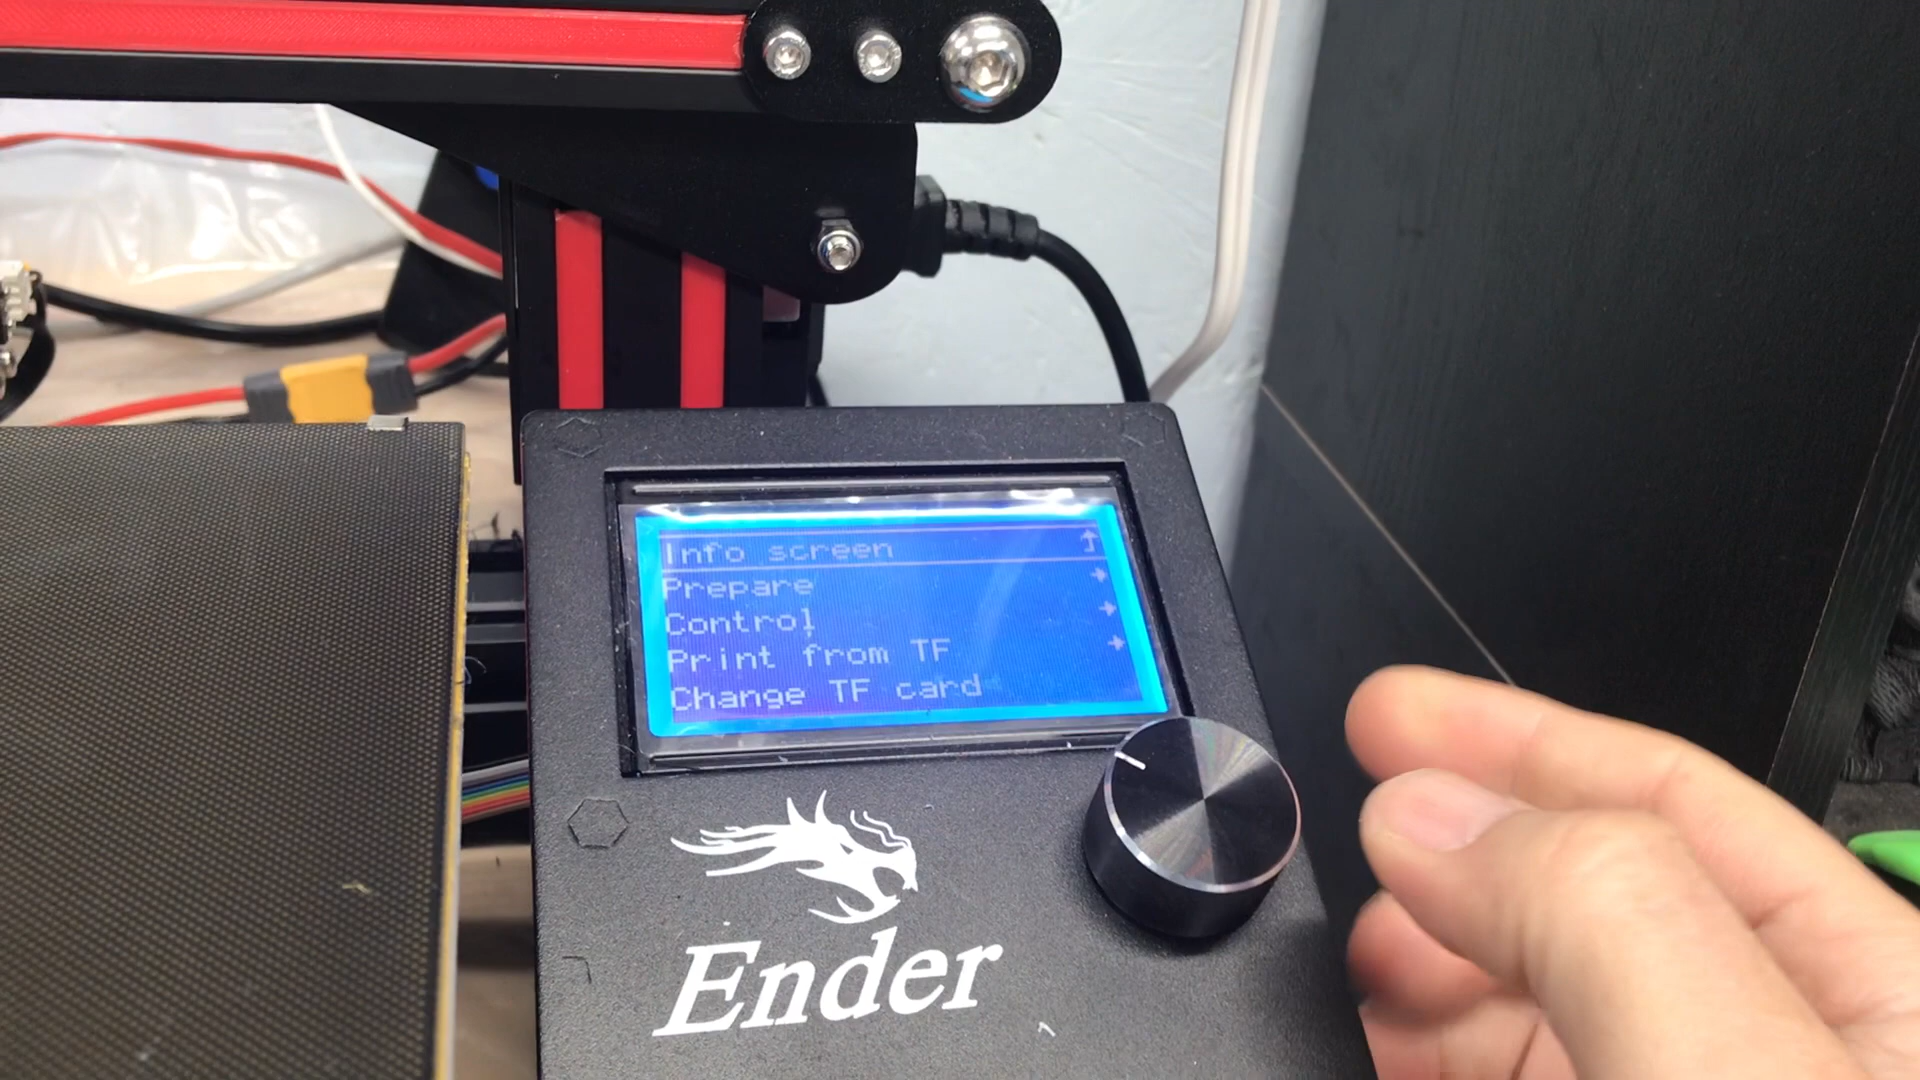 Info screen
Prepare
Control
Print from TF
Change TF card
Ender